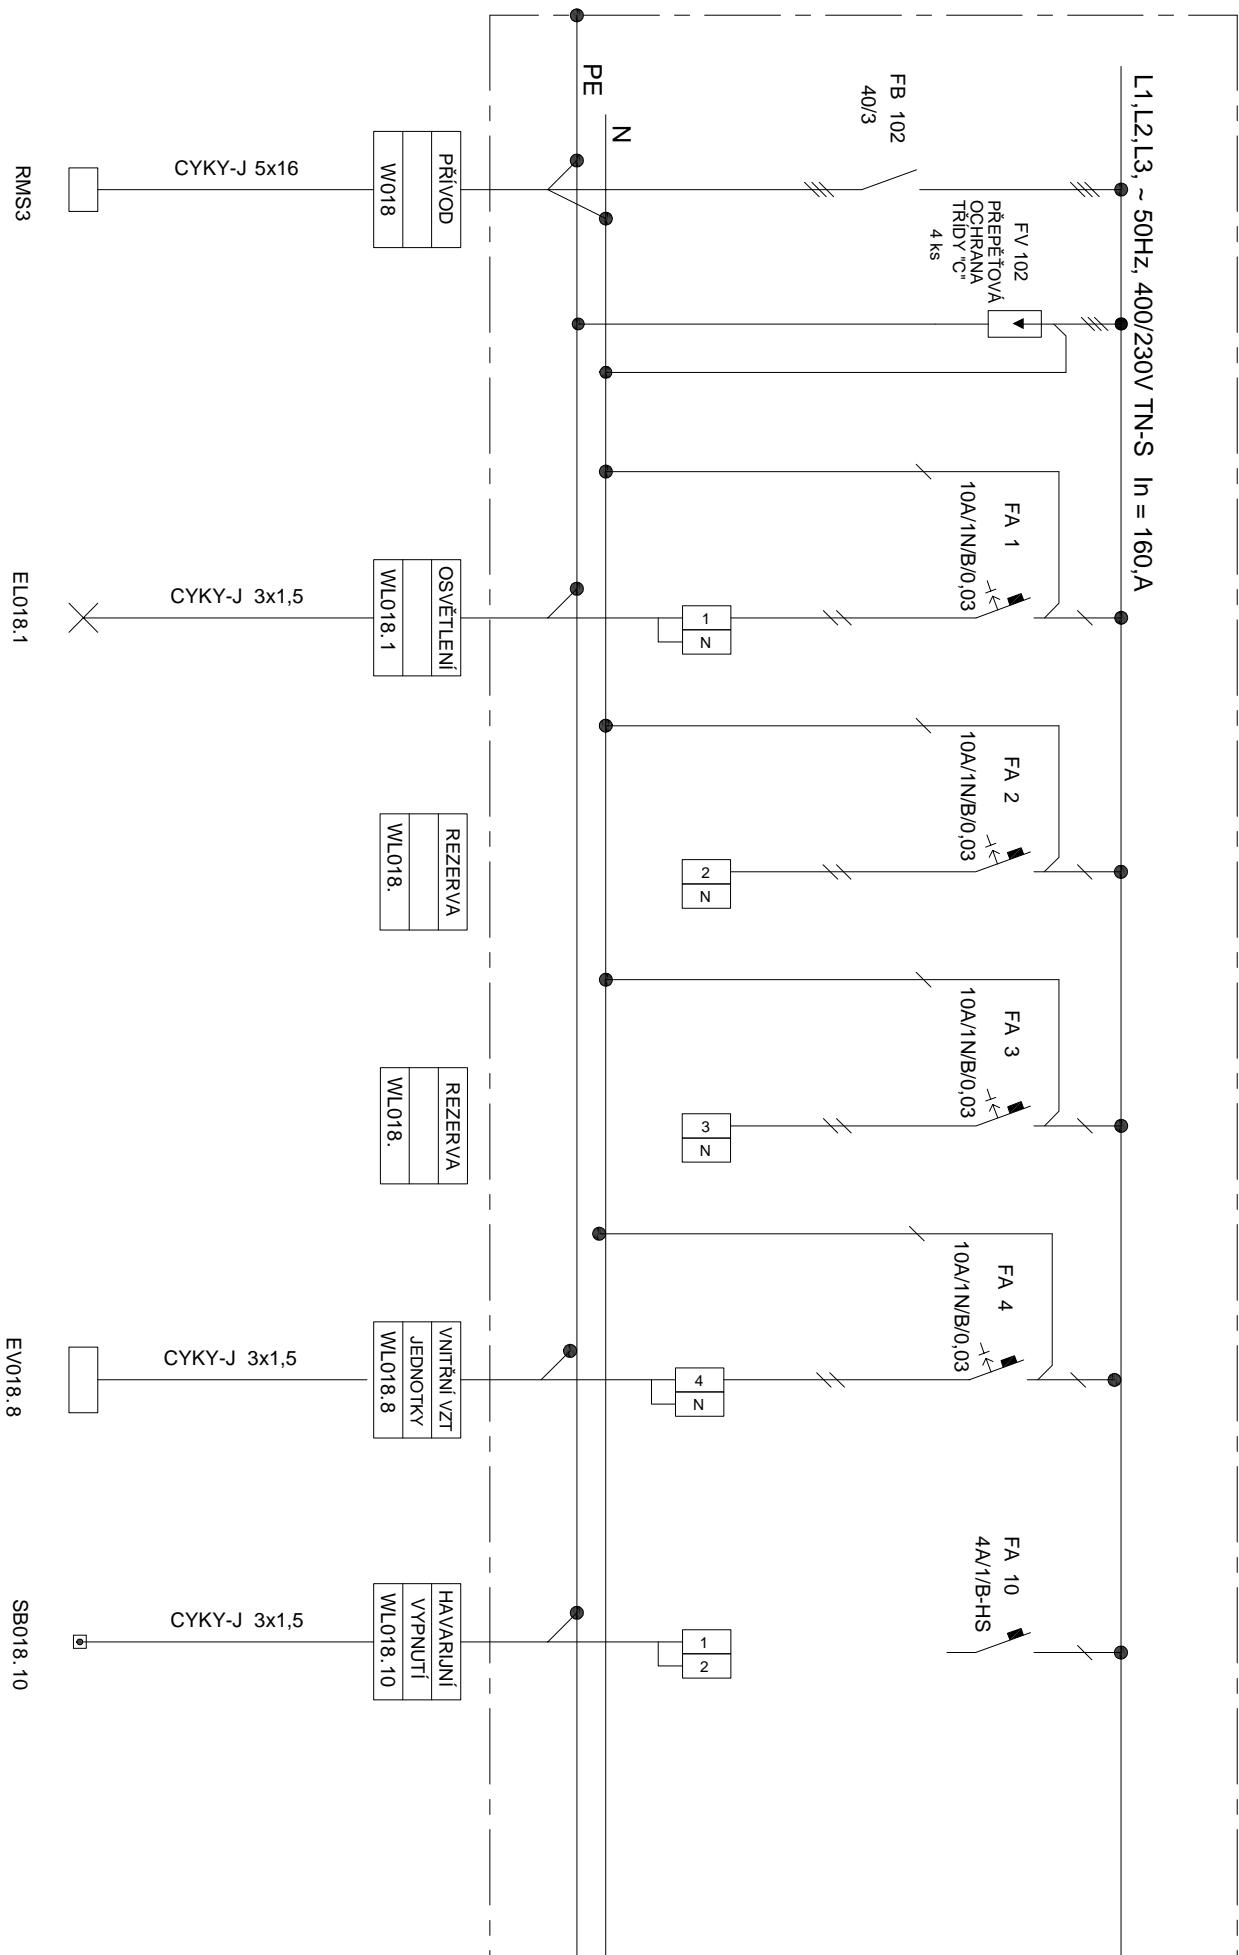 L1,L2,L3, ~ 50Hz, 400/230V TN-S In = 160,A
PE
N
FB 102
40/3
FV 102
PŘEPĚŤOVÁ
OCHRANA
TŘÍDY "C"
4 ks
FA 1
10A/1N/B/0,03
FA 2
10A/1N/B/0,03
FA 3
10A/1N/B/0,03
FA 4
10A/1N/B/0,03
FA 10
4A/1/B-HS
1
N
2
N
3
N
4
N
1
2
PŘÍVOD
W018
OSVĚTLENÍ
WL018.1
REZERVA
WL018.
REZERVA
WL018.
VNITŘNÍ VZT
JEDNOTKY
WL018.8
HAVARIJNÍ
VYPNUTÍ
WL018.10
CYKY-J 5x16
CYKY-J 3x1,5
CYKY-J 3x1,5
CYKY-J 3x1,5
RMS3
EL018.1
EV018.8
SB018.10